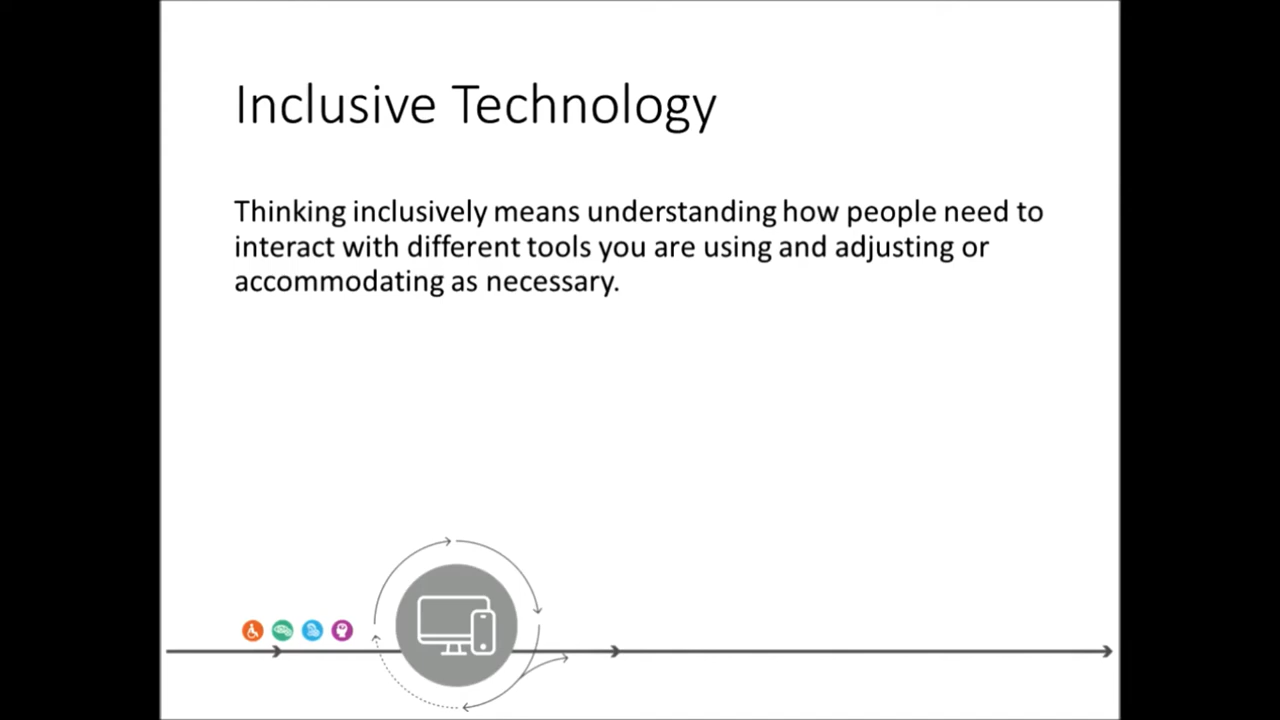 Inclusive Technology
Thinking inclusively means understanding how people need to
interact with different tools you are using and adjusting or
accommodating as necessary.